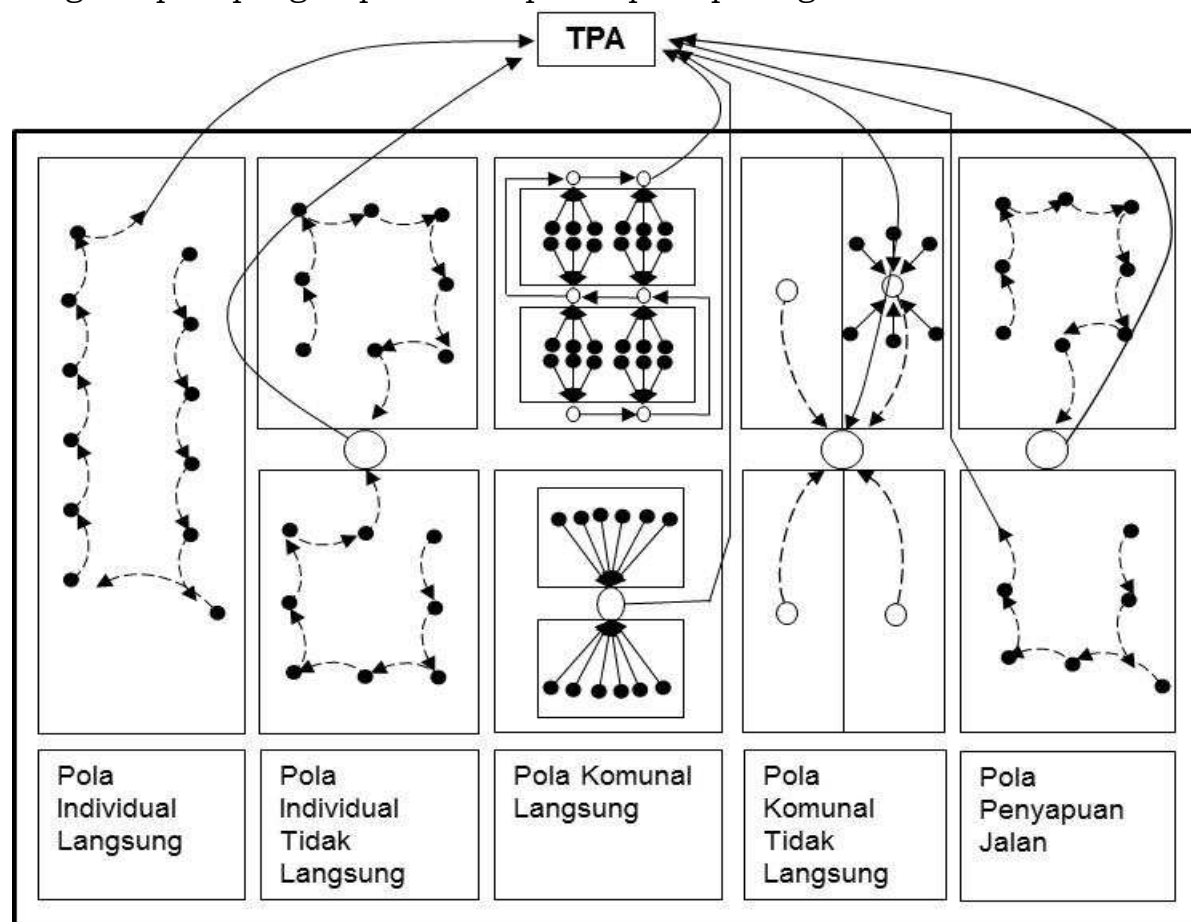 TPA
Pola
Individual
Langsung
Pola
Individual
Tidak
Langsung
Pola Komunal
Langsung
Pola
Komunal
Tidak
Langsung
Pola
Penyapuan
Jalan